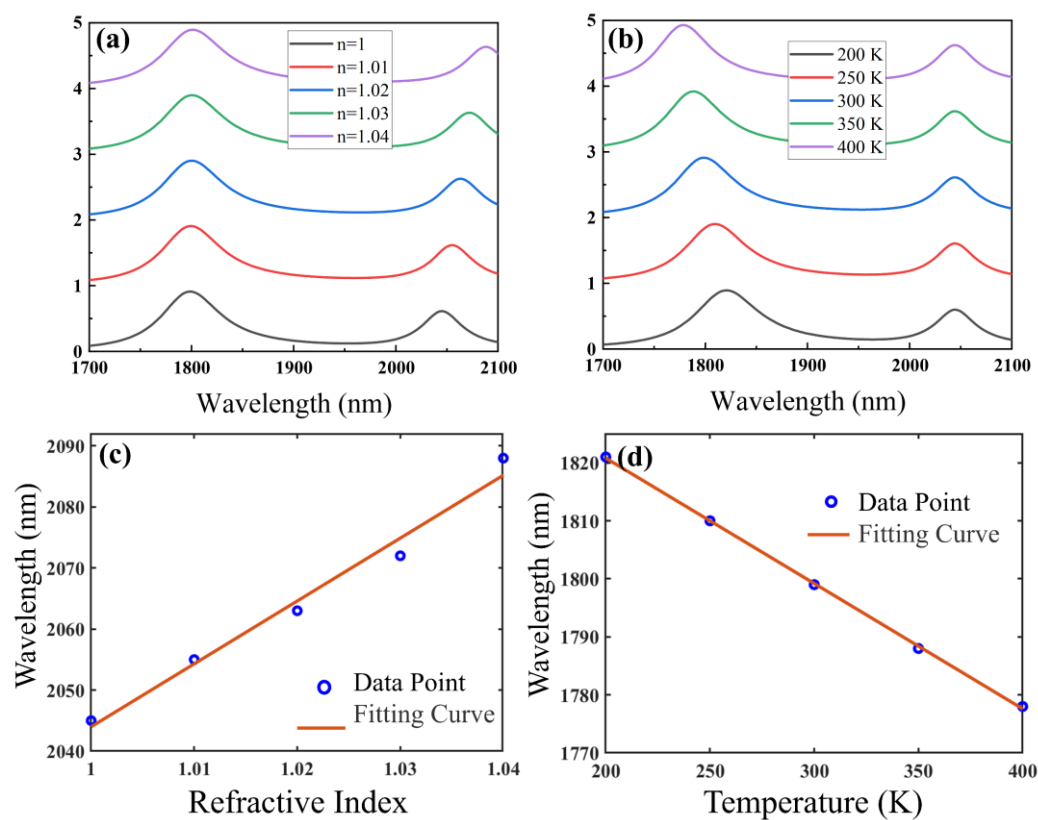 (a)
n=1
n=1.01
n=1.02
n=1.03
n=1.04
5
4
3
2
1
0
1700 1800 1900 2000 2100
Wavelength (nm)
(b)
200 K
250 K
300 K
350 K
400 K
5
4
3
2
1
0
1700 1800 1900 2000 2100
Wavelength (nm)
(c)
Wavelength (nm)
2090
2080
2070
2060
2050
2040
Data Point
Fitting Curve
1 1.01 1.02 1.03 1.04
Refractive Index
(d)
Wavelength (nm)
1820
1810
1800
1790
1780
1770
Data Point
Fitting Curve
200 250 300 350 400
Temperature (K)